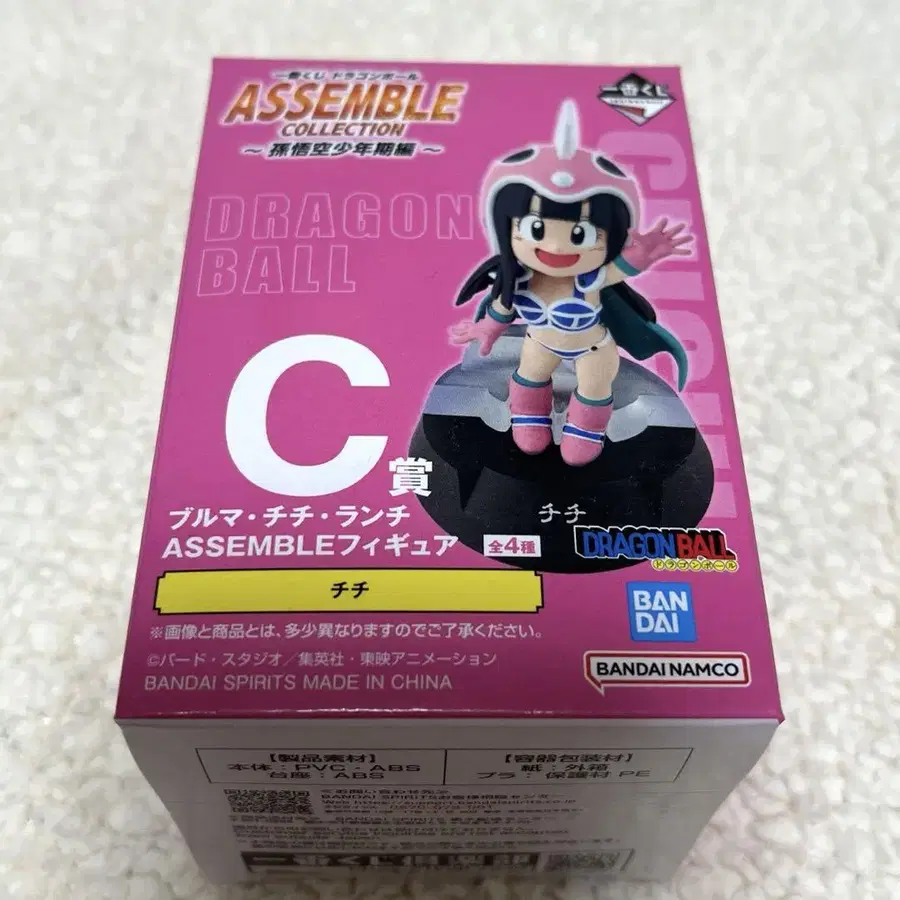 一番くじ ドラゴンボール
ASSEMBLE
COLLECTION
～ 孫悟空少年期編 ～
一番くじ
DRAGON
BALL
CHICHI
C賞
チチ
ブルマ・チチ・ランチ
ASSEMBLEフィギュア
全4種
DRAGON BALL
ドラゴンボール
チチ
BAN
DAI
※画像と商品とは、多少異なりますのでご了承ください。
©バード・スタジオ／集英社・東映アニメーション
BANDAI SPIRITS MADE IN CHINA
BANDAI NAMCO
【製品素材】
本体：PVC・ABS
台座：ABS
【容器包装材】
紙：外箱
プラ：保護材 PE